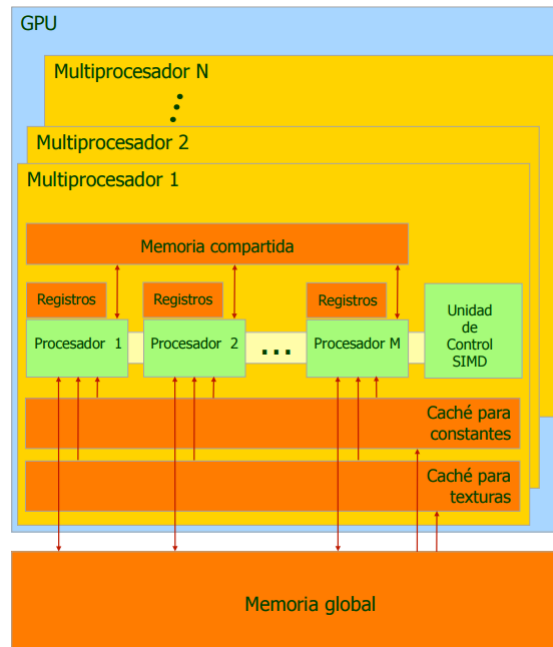 GPU
Multiprocesador N
Multiprocesador 2
Multiprocesador 1
Memoria compartida
Registros
Registros
Registros
Procesador 1
Procesador 2
...
Procesador M
Unidad
de
Control
SIMD
Caché para
constantes
Caché para
texturas
Memoria global